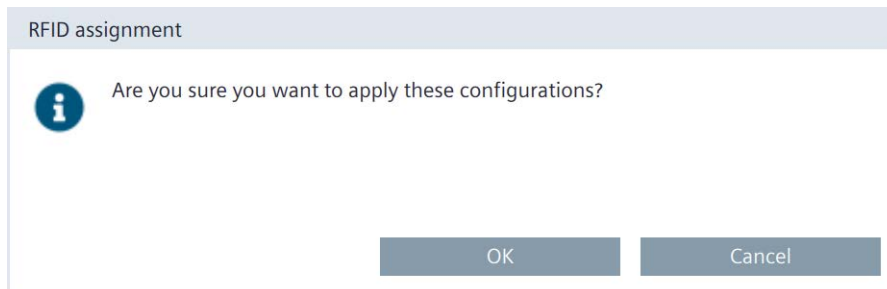 RFID assignment
Are you sure you want to apply these configurations?
OK
Cancel